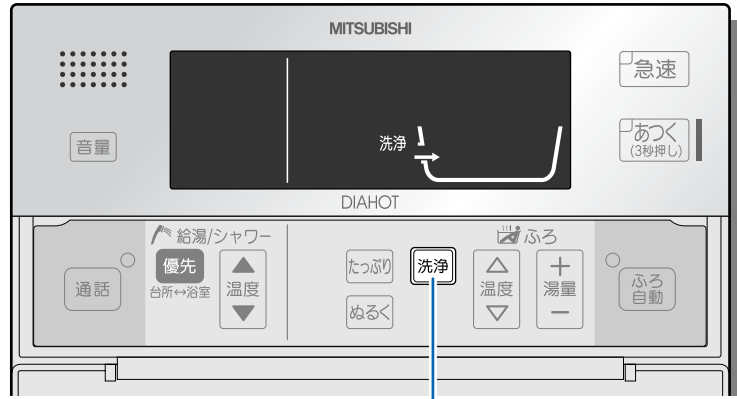 MITSUBISHI
急速
音量
洗浄
あつく
(3秒押し)
DIAHOT
給湯/シャワー
ふろ
通話
優先
台所↔浴室
温度
たっぷり
洗浄
ぬるく
温度
湯量
ふろ
自動